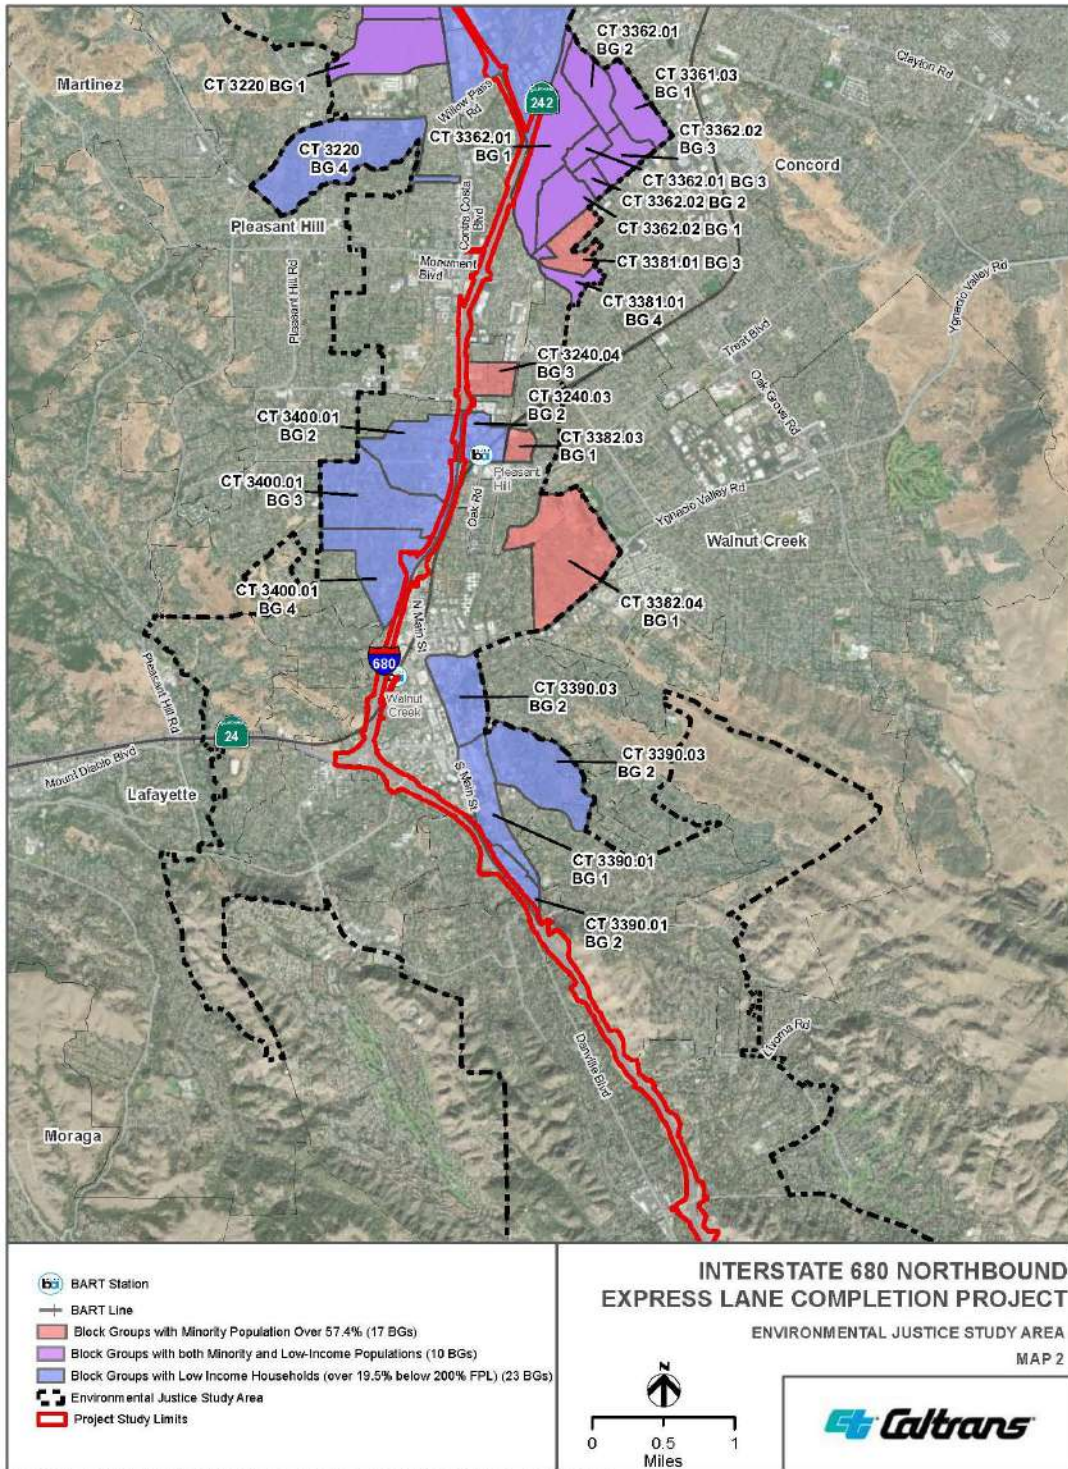 CT 3362.01
BG 2
Clayton Rd
Martinez
CT 3220 BG 1
CT 3361.03
BG 1
Willow Pass
Rd
242
CT 3362.01
BG 1
CT 3362.02
BG 3
CT 3220
BG 4
Concord
CT 3362.01 BG 3
CT 3362.02 BG 2
Contra Costa
Blvd
Pleasant Hill
CT 3362.02 BG 1
Monument
Blvd
CT 3381.01 BG 3
Pleasant Hill Rd
Ygnacio Valley Rd
CT 3381.01
BG 4
Treat Blvd
CT 3240.04
BG 3
Oak Grove Rd
CT 3240.03
BG 2
CT 3400.01
BG 2
CT 3382.03
BG 1
ba
Pleasant
Hill
CT 3400.01
BG 3
Oak Rd
Ygnacio Valley Rd
Walnut Creek
CT 3400.01
BG 4
CT 3382.04
BG 1
N Main St
680
Pleasant Hill Rd
Walnut
Creek
CT 3390.03
BG 2
24
CT 3390.03
BG 2
Mount Diablo Blvd
S Main St
Lafayette
CT 3390.01
BG 1
CT 3390.01
BG 2
Livorna Rd
Danville Blvd
Moraga
ba BART Station
BART Line
Block Groups with Minority Population Over 57.4% (17 BGs)
Block Groups with both Minority and Low-Income Populations (10 BGs)
Block Groups with Low Income Households (over 19.5% below 200% FPL) (23 BGs)
Environmental Justice Study Area
Project Study Limits
INTERSTATE 680 NORTHBOUND
EXPRESS LANE COMPLETION PROJECT
ENVIRONMENTAL JUSTICE STUDY AREA
MAP 2
N
0 0.5 1
Miles
ct Caltrans